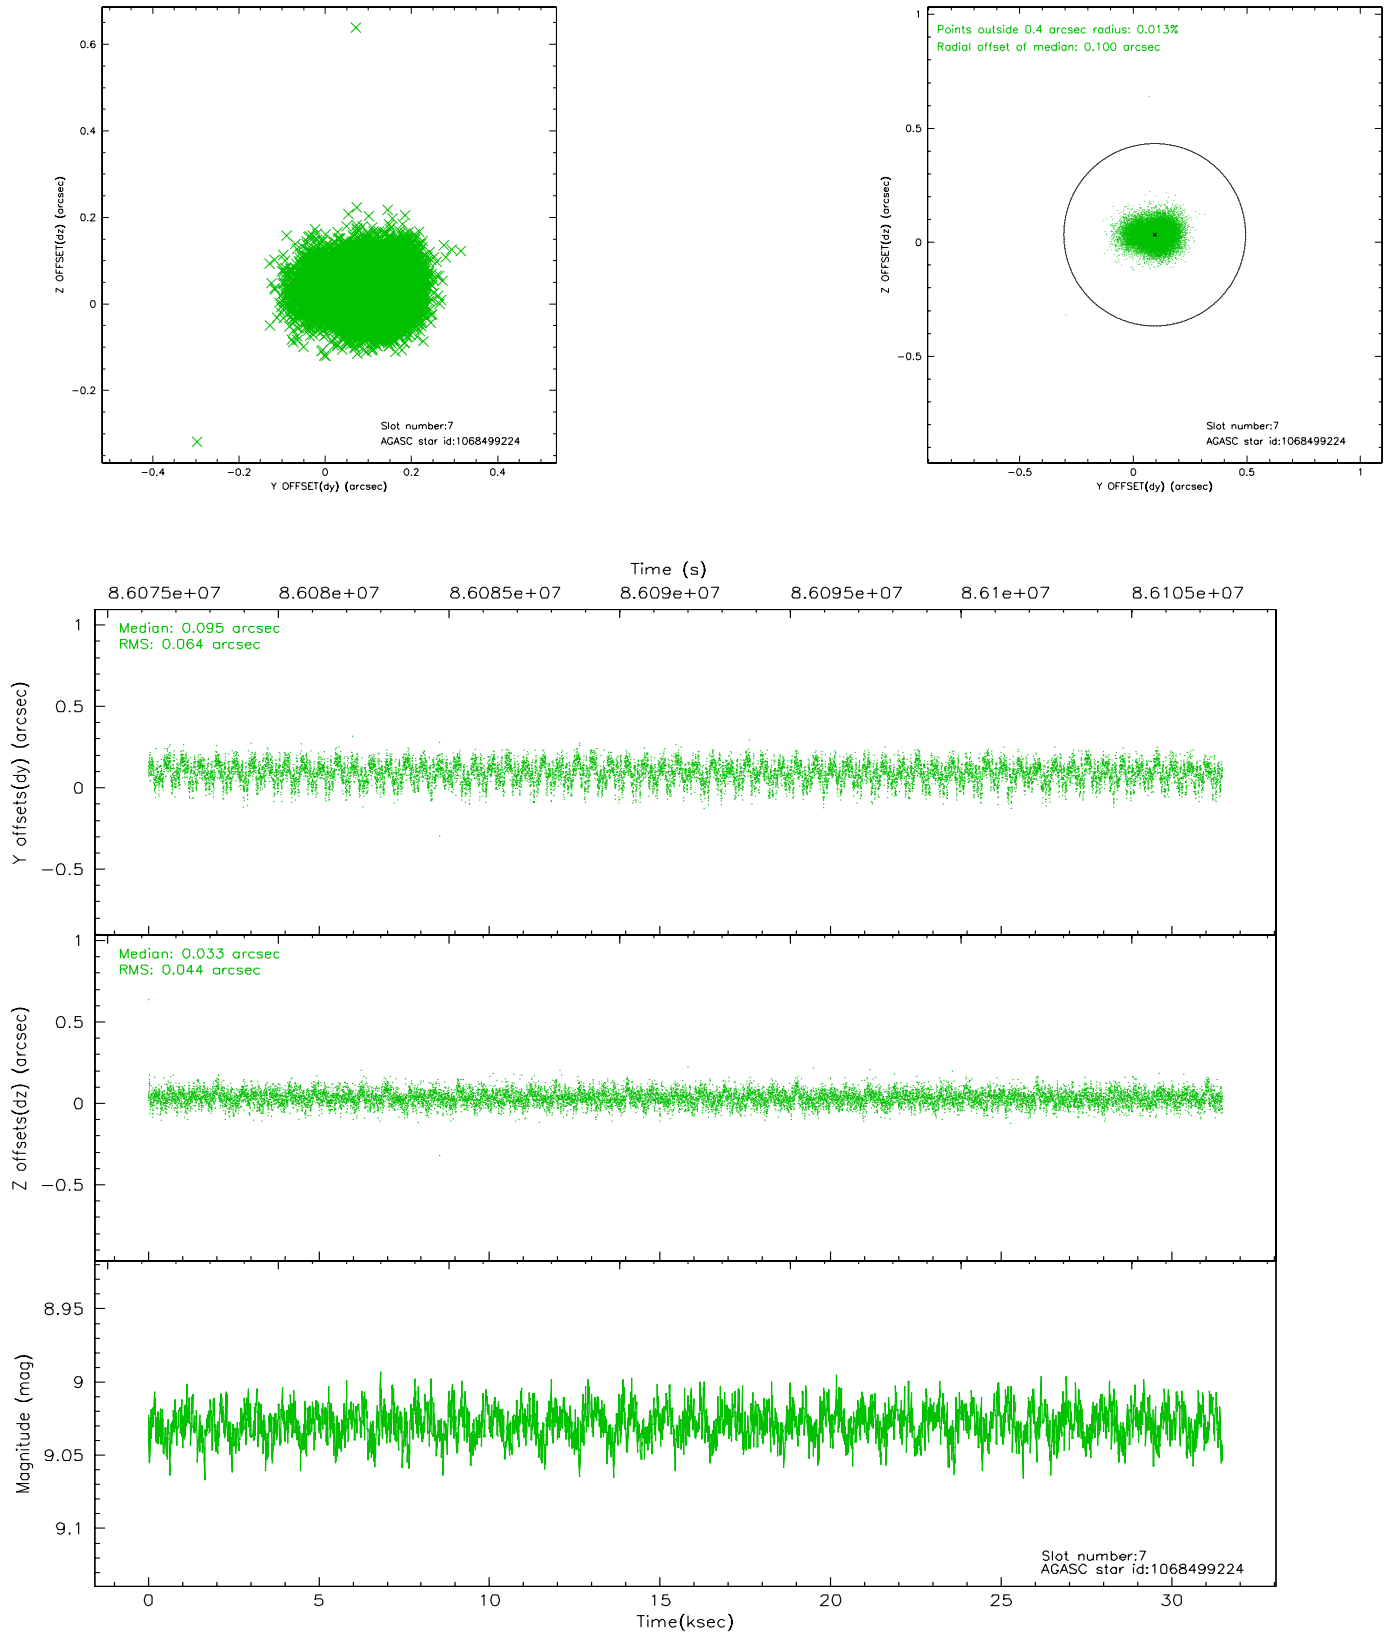 0.6
0.4
0.2
0
−0.2
Z OFFSET(dz) (arcsec)
Slot number:7
AGASC star id:1068499224
−0.4 −0.2 0 0.2 0.4
Y OFFSET(dy) (arcsec)
Points outside 0.4 arcsec radius: 0.013%
Radial offset of median: 0.100 arcsec
1
0.5
0
−0.5
Z OFFSET(dz) (arcsec)
Slot number:7
AGASC star id:1068499224
−0.5 0 0.5 1
Y OFFSET(dy) (arcsec)
Time (s)
8.6075e+07 8.608e+07 8.6085e+07 8.609e+07 8.6095e+07 8.61e+07 8.6105e+07
Median: 0.095 arcsec
RMS: 0.064 arcsec
1
0.5
0
−0.5
Y offsets(dy) (arcsec)
Median: 0.033 arcsec
RMS: 0.044 arcsec
1
0.5
0
−0.5
Z offsets(dz) (arcsec)
8.95
9
9.05
9.1
Magnitude (mag)
Slot number:7
AGASC star id:1068499224
0 5 10 15 20 25 30
Time(ksec)